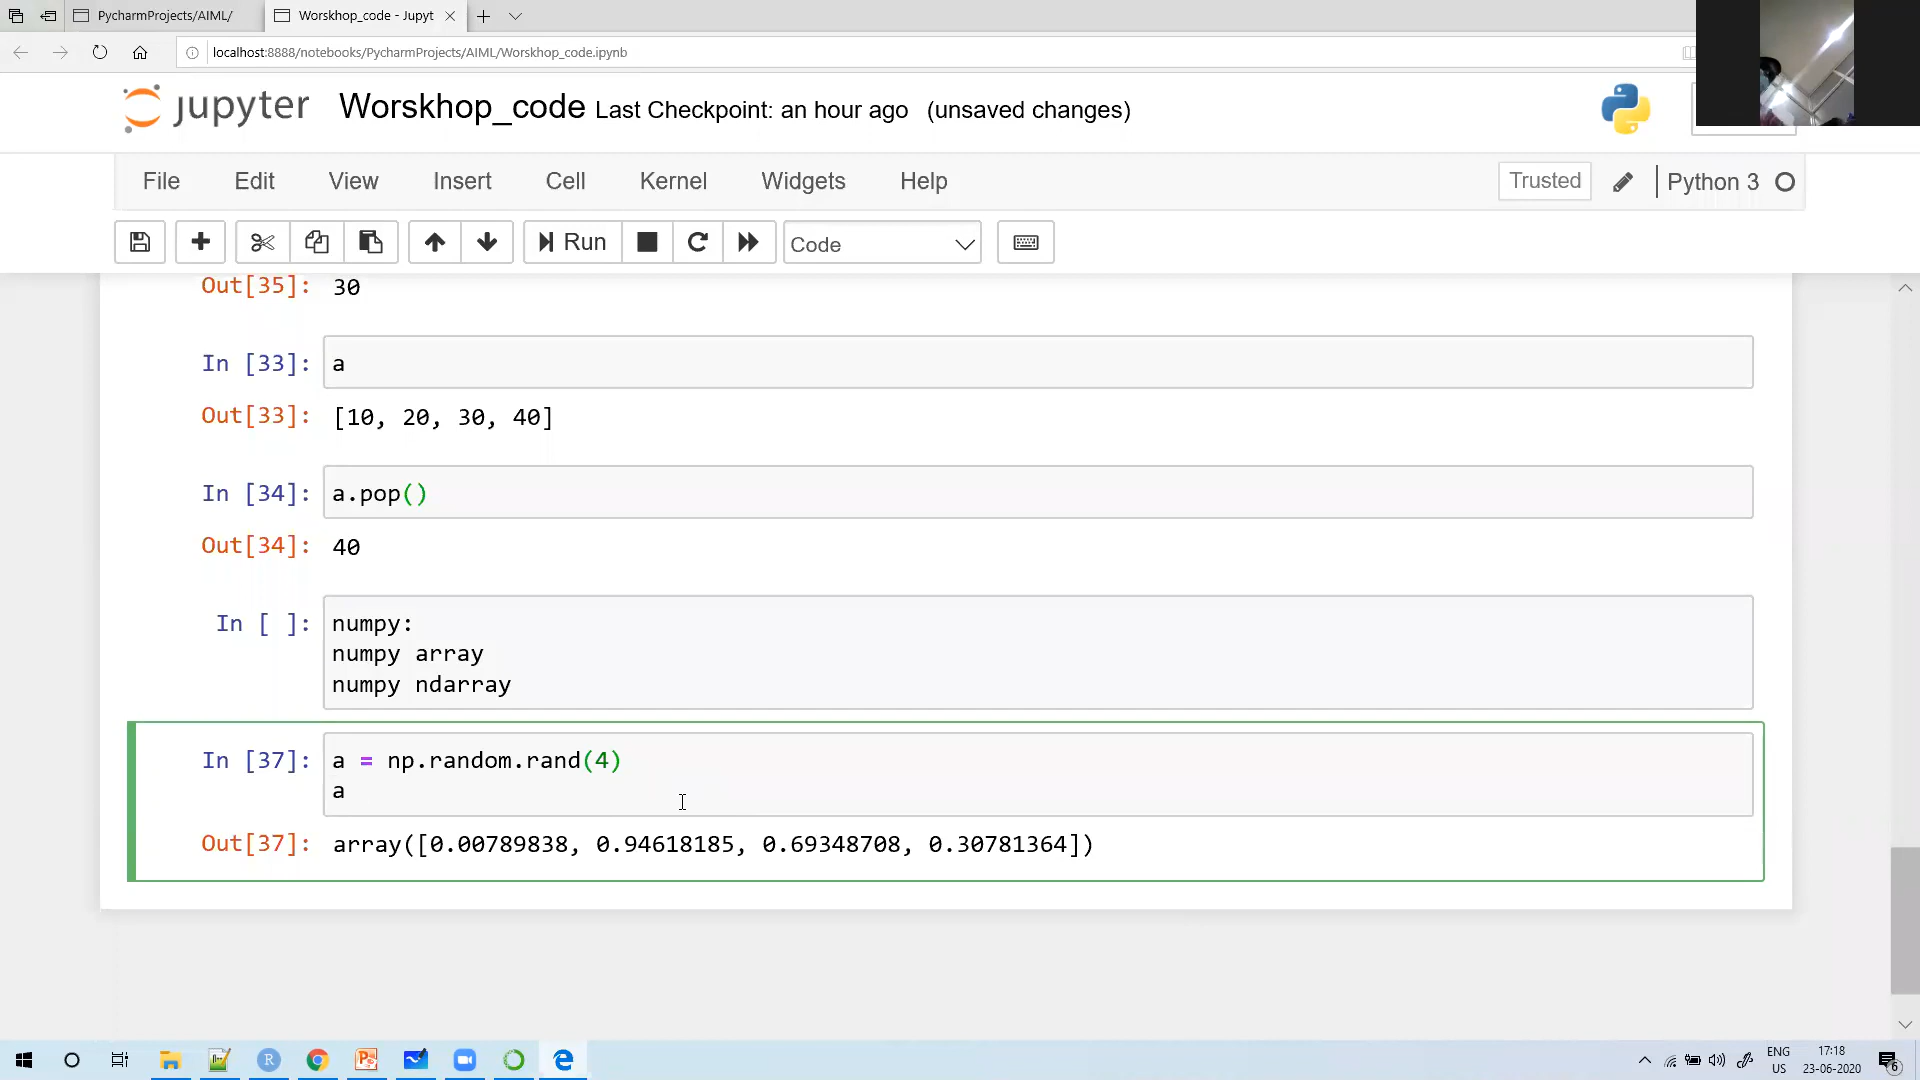 PycharmProjects/AIML/
Worskhop_code - Jupyt
localhost:8888/notebooks/PycharmProjects/AIML/Worskhop_code.ipynb
jupyter Worskhop_code Last Checkpoint: an hour ago (unsaved changes)
File Edit View Insert Cell Kernel Widgets Help Trusted Python 3
Run Code
Out[35]: 30
In [33]: a
Out[33]: [10, 20, 30, 40]
In [34]: a.pop()
Out[34]: 40
In [ ]: numpy:
numpy array
numpy ndarray
In [37]: a = np.random.rand(4)
a
Out[37]: array([0.00789838, 0.94618185, 0.69348708, 0.30781364])
ENG
US
17:18
23-06-2020
6